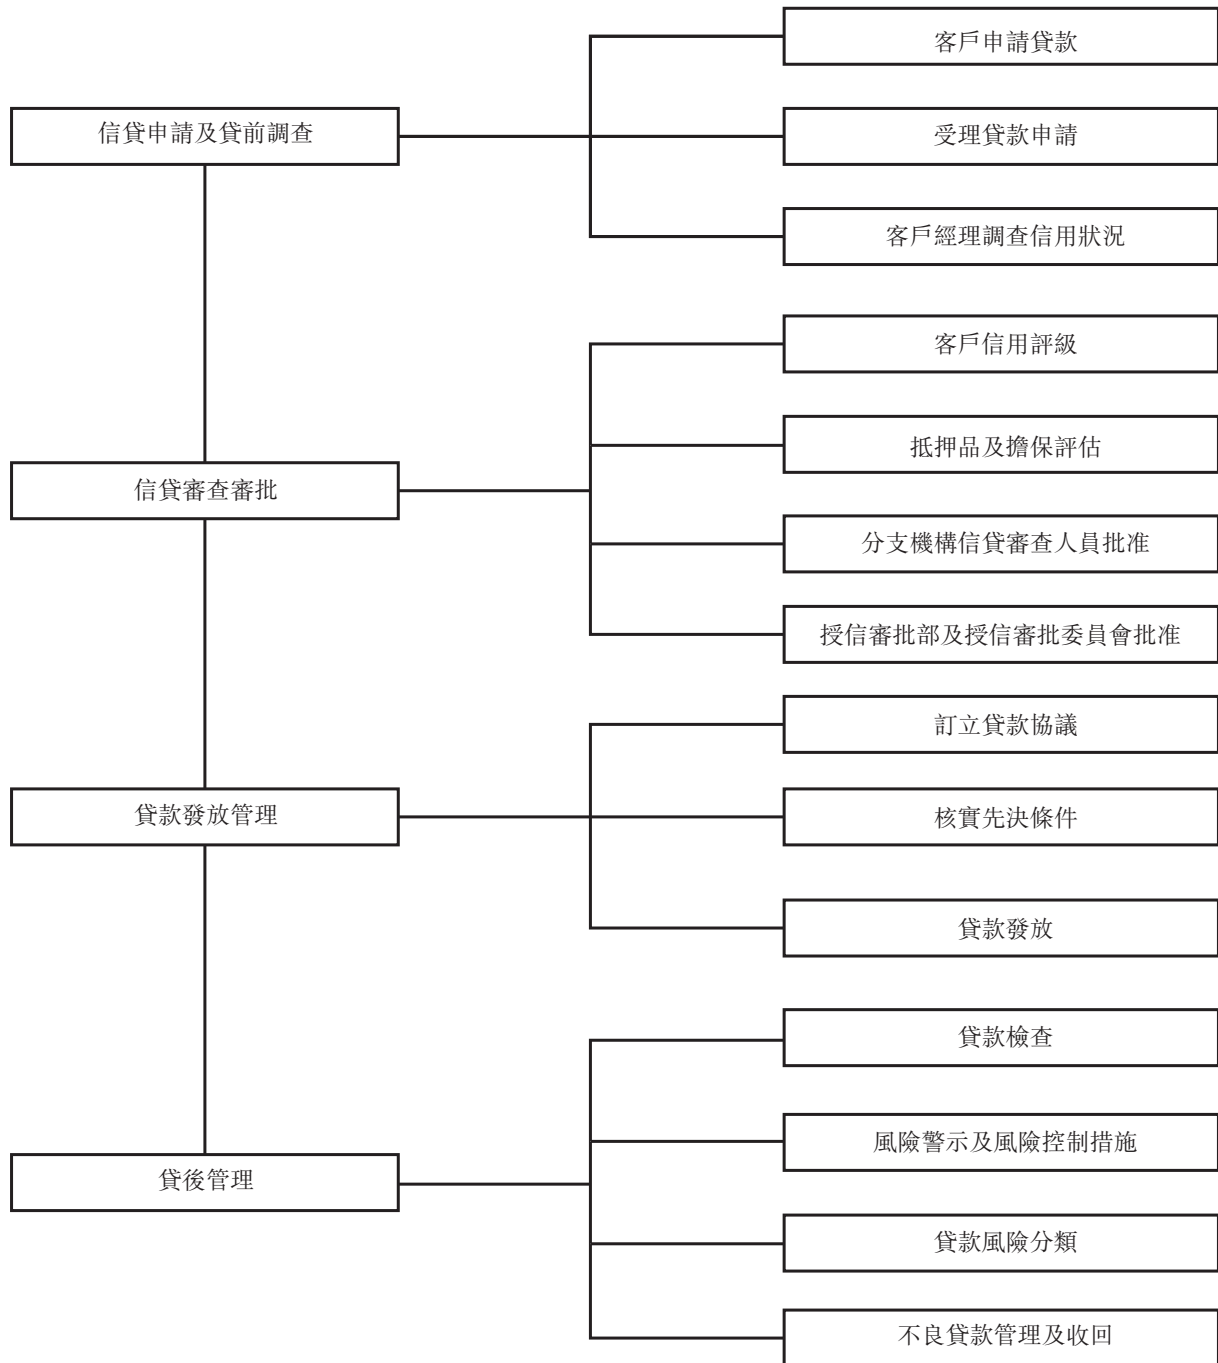 信貸申請及貸前調查
客戶申請貸款
受理貸款申請
客戶經理調查信用狀況
信貸審查審批
客戶信用評級
抵押品及擔保評估
分支機構信貸審查人員批准
授信審批部及授信審批委員會批准
貸款發放管理
訂立貸款協議
核實先決條件
貸款發放
貸後管理
貸款檢查
風險警示及風險控制措施
貸款風險分類
不良貸款管理及收回